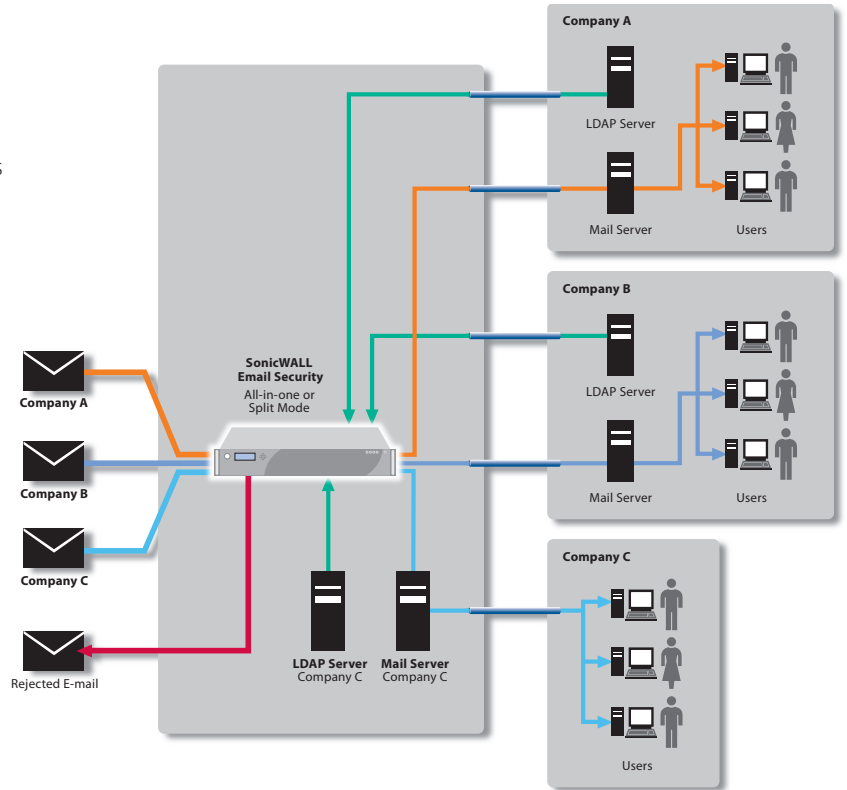 Company A
LDAP Server
Mail Server
Users
Company B
LDAP Server
Mail Server
Users
Company C
Users
SonicWALL
Email Security
All-in-one or
Split Mode
Company A
Company B
Company C
Rejected E-mail
LDAP Server
Company C
Mail Server
Company C
s